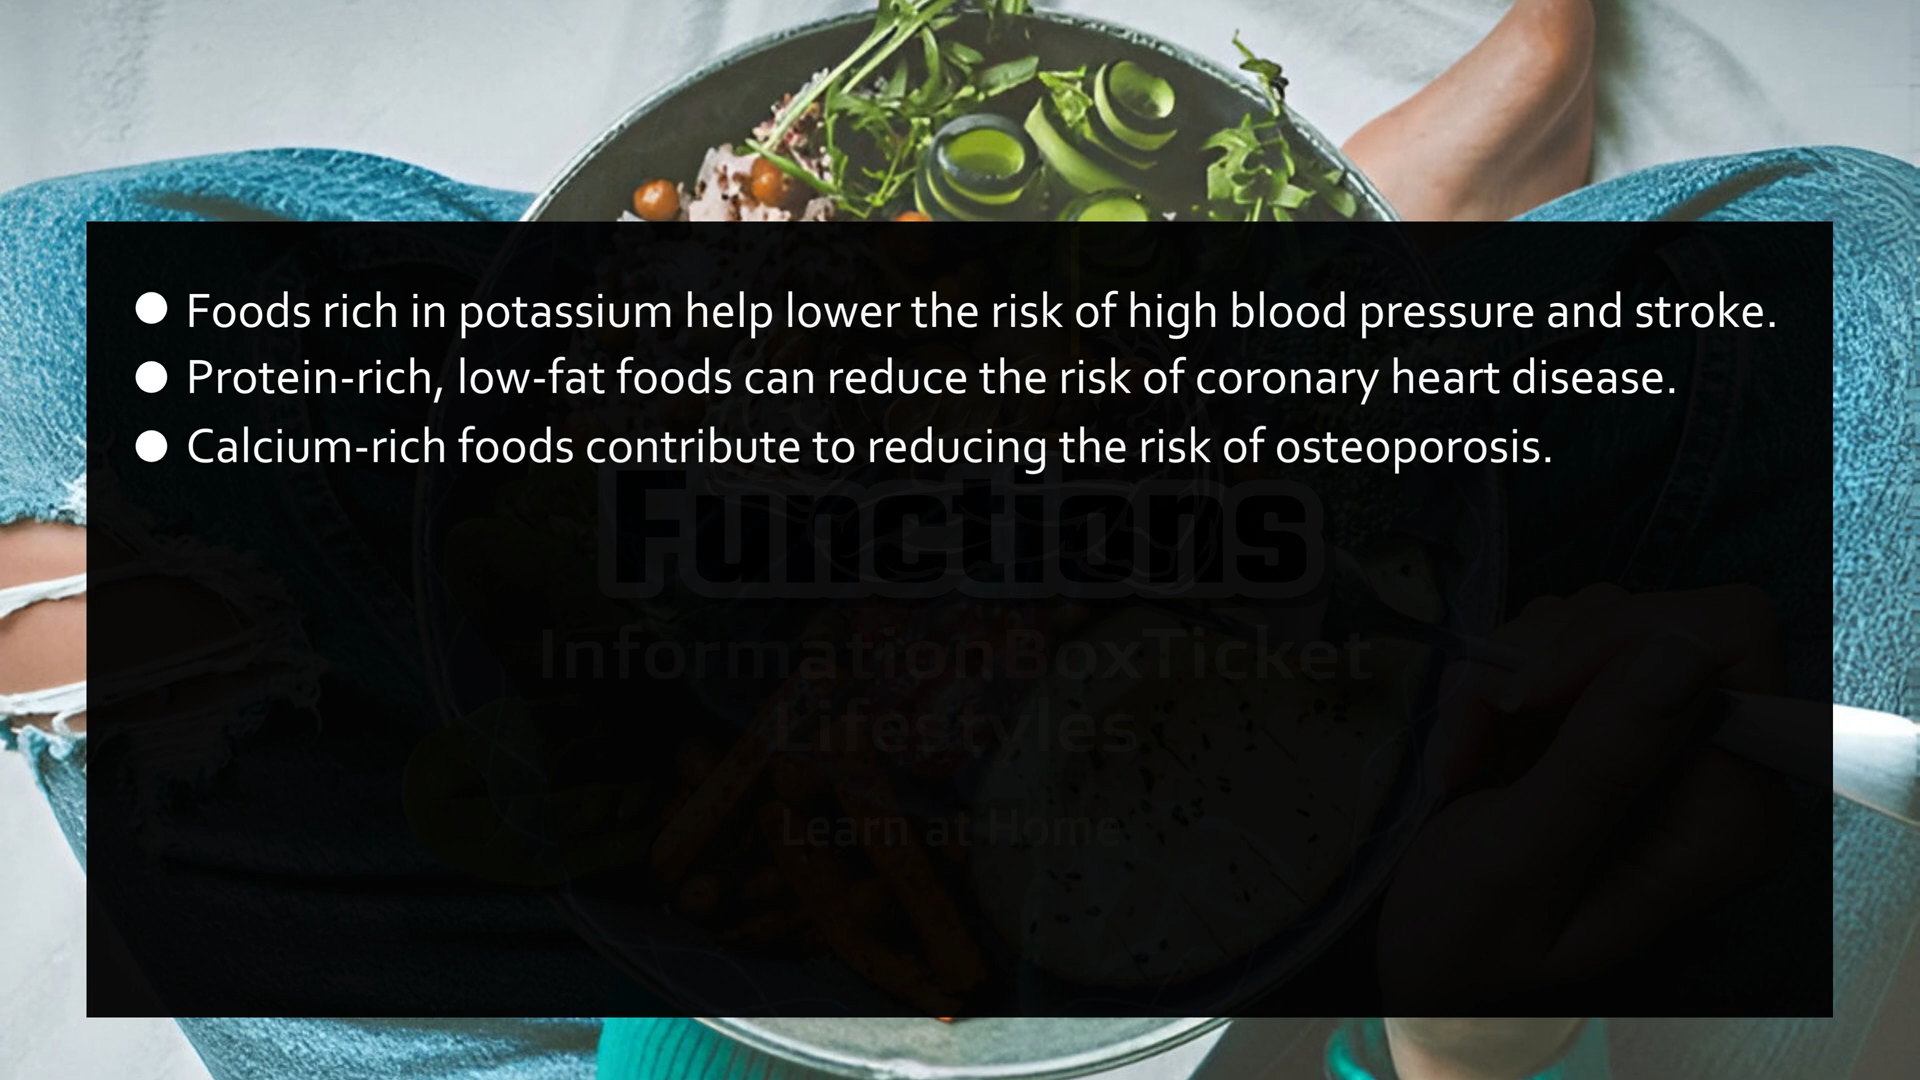 ● Foods rich in potassium help lower the risk of high blood pressure and stroke.
● Protein-rich, low-fat foods can reduce the risk of coronary heart disease.
● Calcium-rich foods contribute to reducing the risk of osteoporosis.
Functions
InformationBoxTicket
Lifestyles
Learn at Home